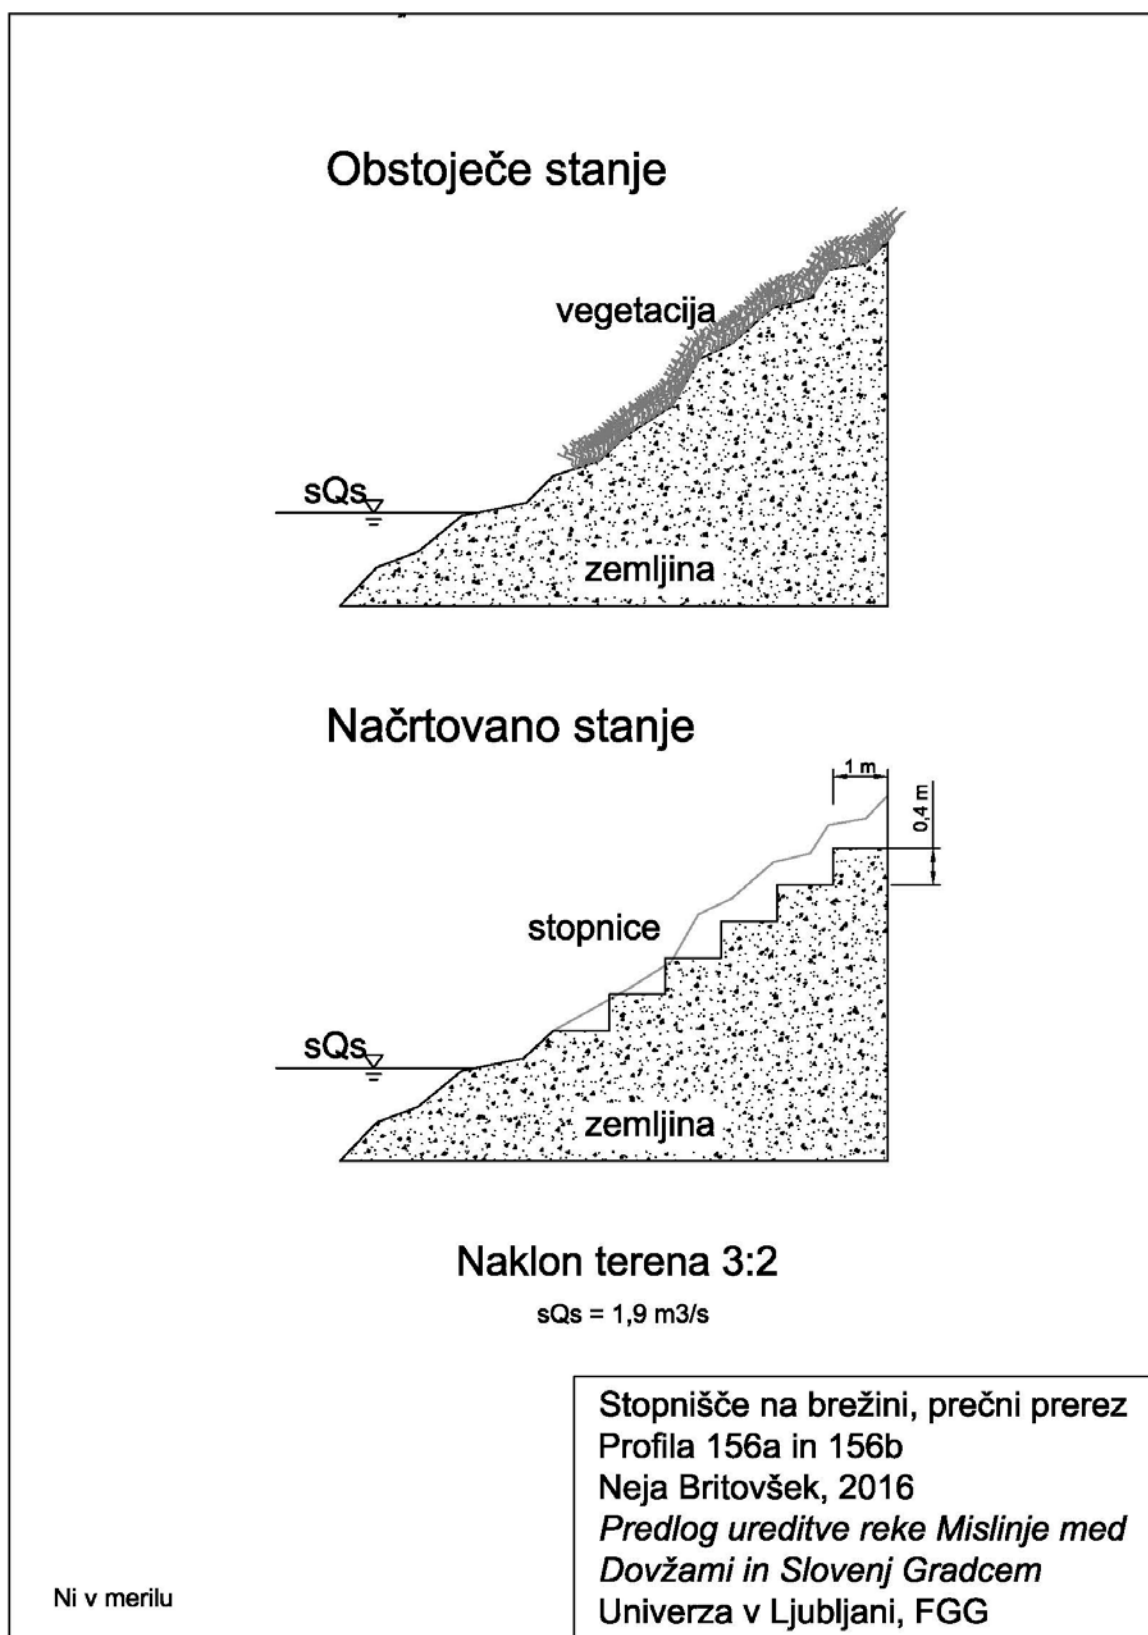 Obstoječe stanje
vegetacija
sQs
zemljina
Načrtovano stanje
1 m
0,4 m
stopnice
sQs
zemljina
Naklon terena 3:2
sQs = 1,9 m3/s
Stopnišče na brežini, prečni prerez
Profila 156a in 156b
Neja Britovšek, 2016
Predlog ureditve reke Mislinje med
Dovžami in Slovenj Gradcem
Univerza v Ljubljani, FGG
Ni v merilu